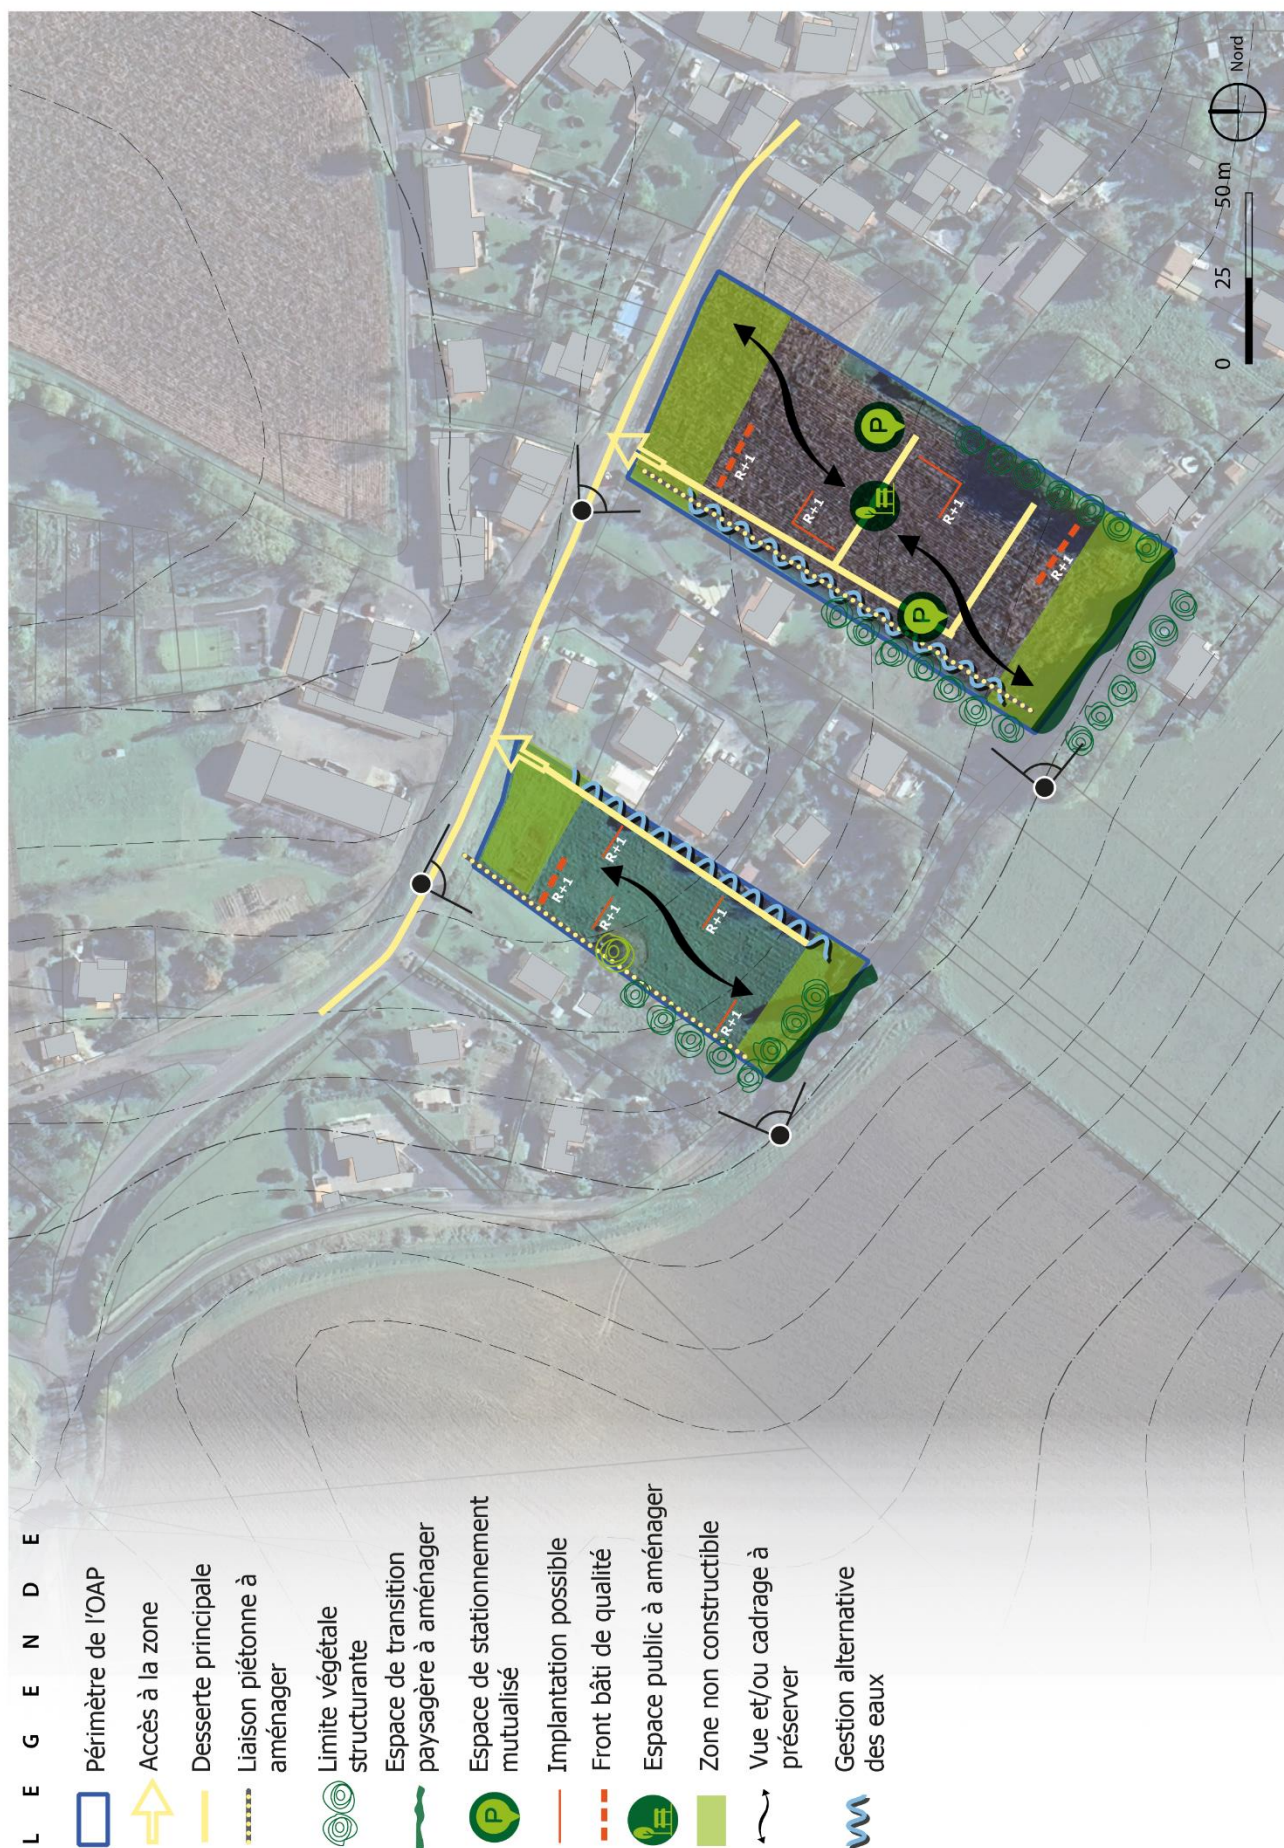 L E G E N D E
Périmètre de l'OAP
Accès à la zone
Desserte principale
Liaison piétonne à
aménager
Limite végétale
structurante
Espace de transition
paysagère à aménager
P
Espace de stationnement
mutualisé
Implantation possible
Front bâti de qualité
Espace public à aménager
Zone non constructible
Vue et/ou cadrage à
préserver
Gestion alternative
des eaux
R+1
R+1
R+1
R+1
R+1
R+1
R+1
R+1
R+1
P
P
0 25 50 m
Nord